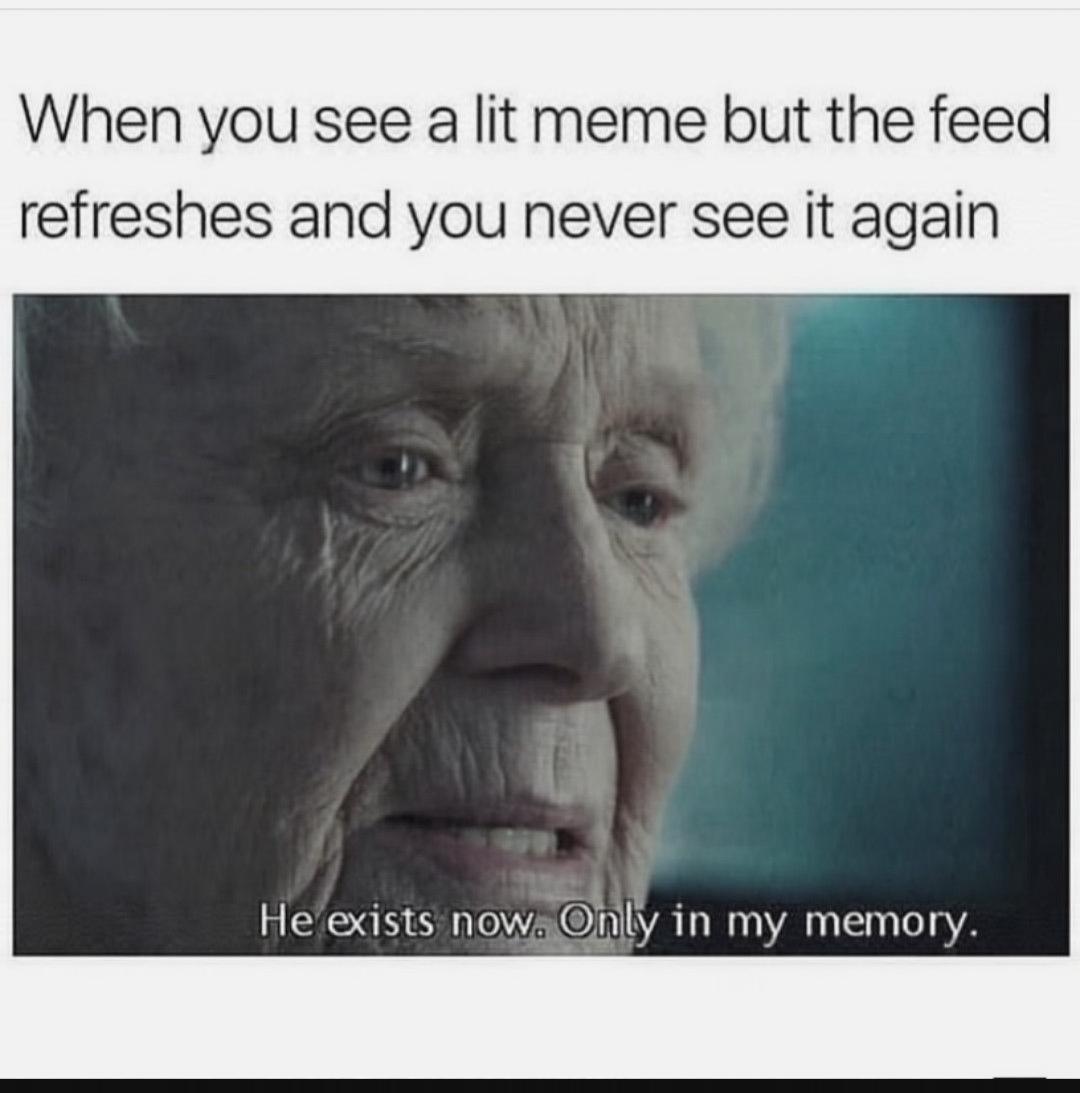 When you see a lit meme but the feed
refreshes and you never see it again
He exists now. Only in my memory.